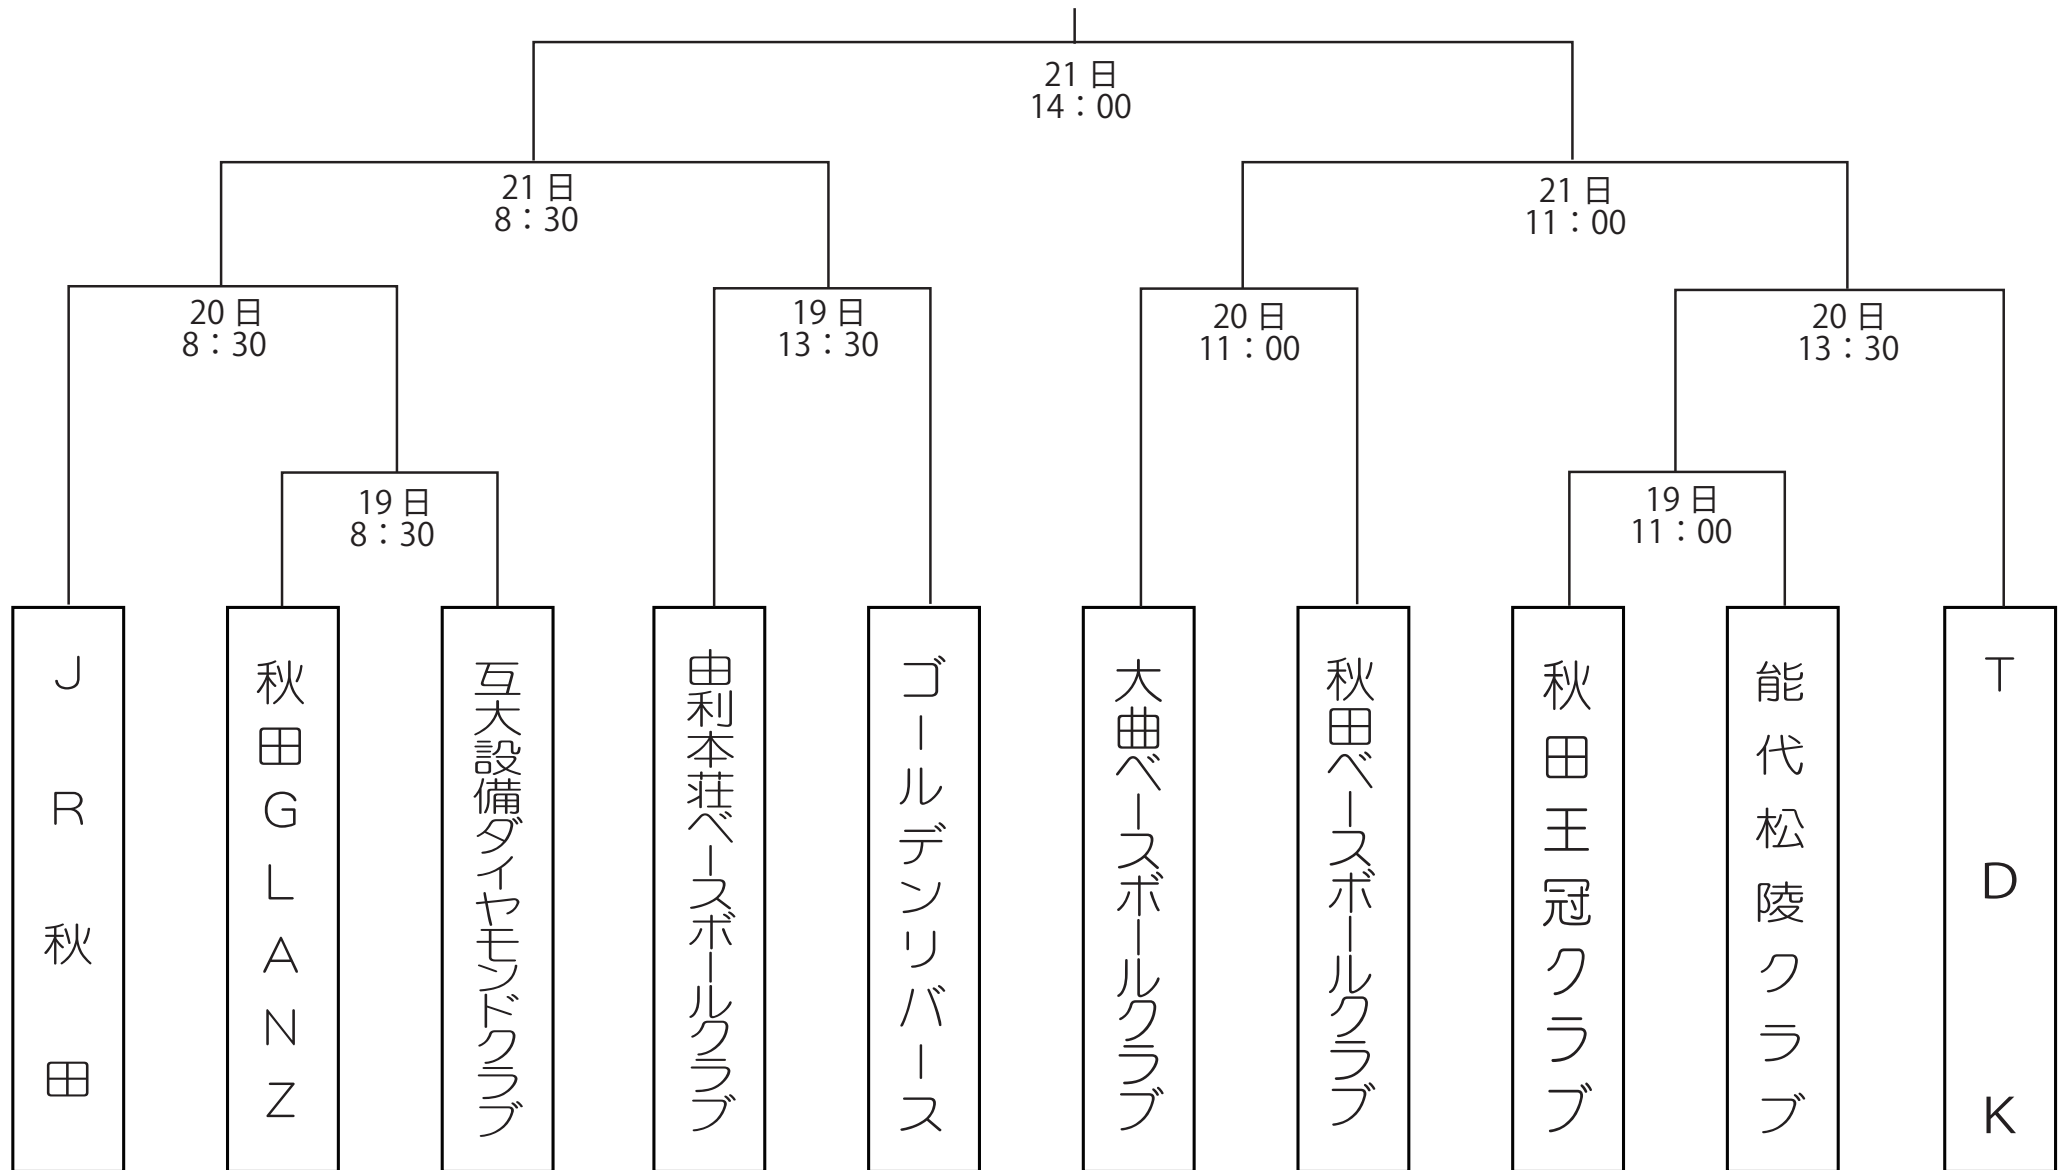 21日
14：00
21日
8：30
21日
11：00
20日
8：30
19日
13：30
20日
11：00
20日
13：30
19日
8：30
19日
11：00
JR秋田
秋田GLANZ
互大設備ダイヤモンドクラブ
由利本荘ベースボールクラブ
ゴールデンリバース
大曲ベースボールクラブ
秋田ベースボールクラブ
秋田王冠クラブ
能代松陵クラブ
TDK